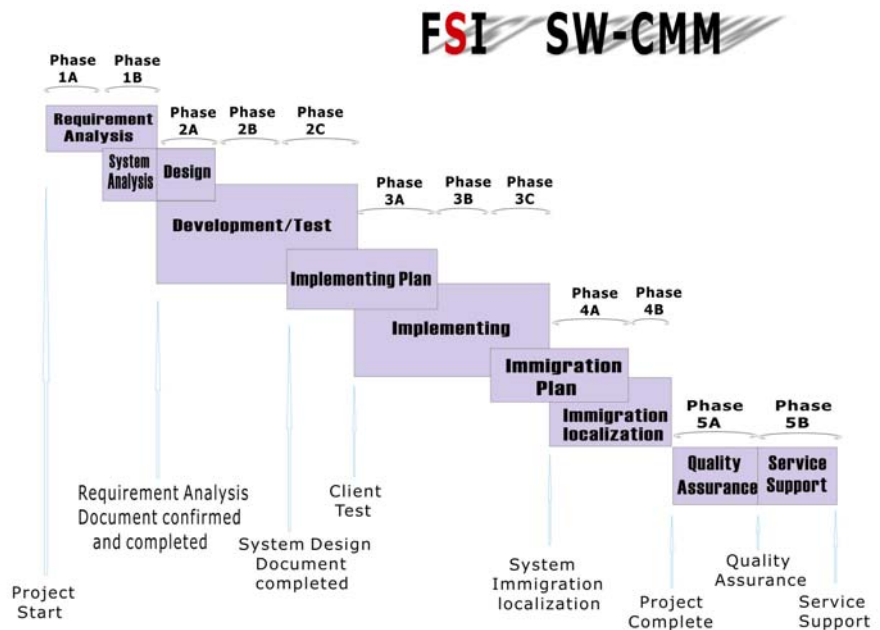 FSI SW-CMM
Phase
1A
Phase
1B
Requirement
Analysis
Phase
2A
Phase
2B
Phase
2C
System
Analysis
Design
Phase
3A
Phase
3B
Phase
3C
Development/Test
Implementing Plan
Phase
4A
Phase
4B
Implementing
Immigration
Plan
Phase
5A
Phase
5B
Immigration
localization
Quality
Assurance
Service
Support
Requirement Analysis
Document confirmed
and completed
Client
Test
System Design
Document
completed
Project
Start
System
Immigration
localization
Project
Complete
Quality
Assurance
Service
Support